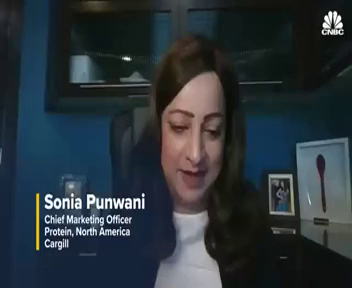 CNBC
Sonia Punwani
Chief Marketing Officer
Protein, North America
Cargill